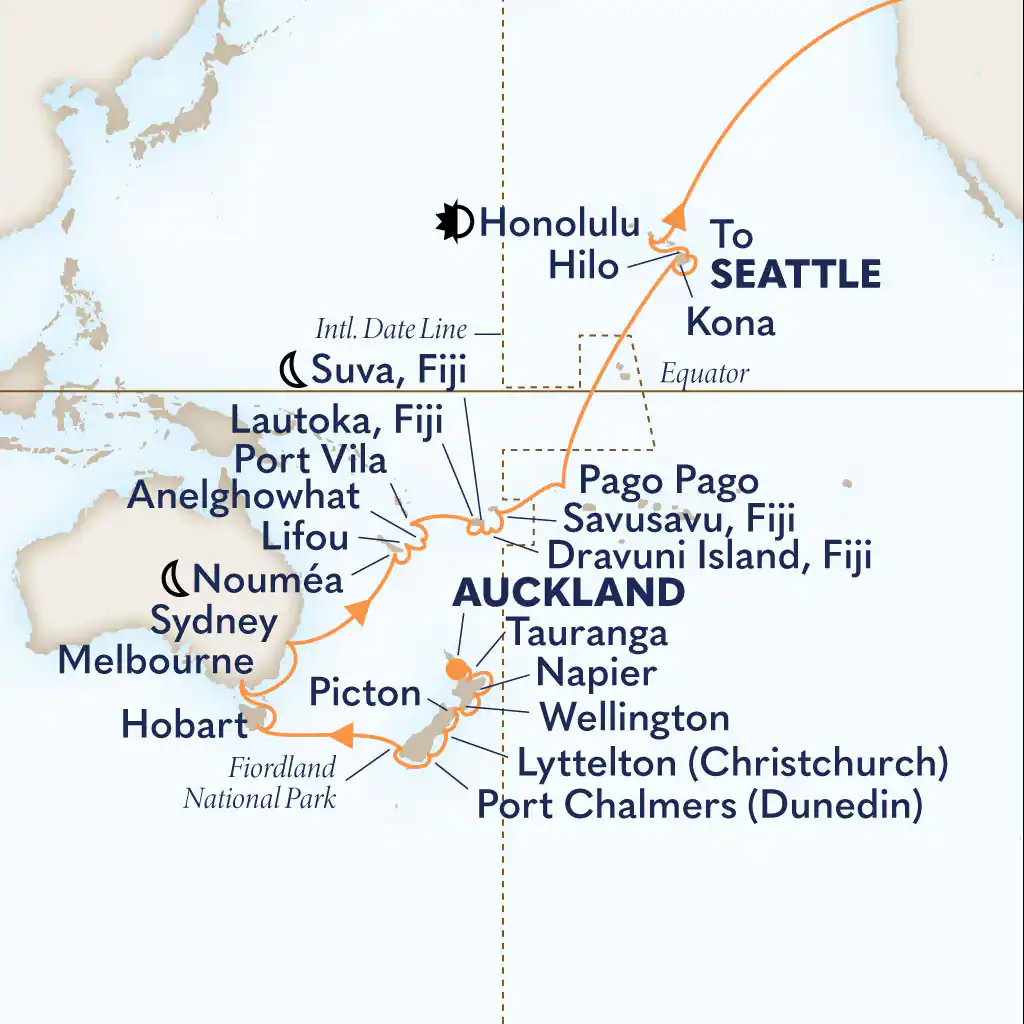 Honolulu
To
SEATTLE
Hilo
Kona
Intl. Date Line
Suva, Fiji
Equator
Lautoka, Fiji
Port Vila
Pago Pago
Anelghowhat
Savusavu, Fiji
Lifou
Dravuni Island, Fiji
Nouméa
AUCKLAND
Sydney
Tauranga
Melbourne
Napier
Picton
Wellington
Hobart
Lyttelton (Christchurch)
Fiordland
National Park
Port Chalmers (Dunedin)